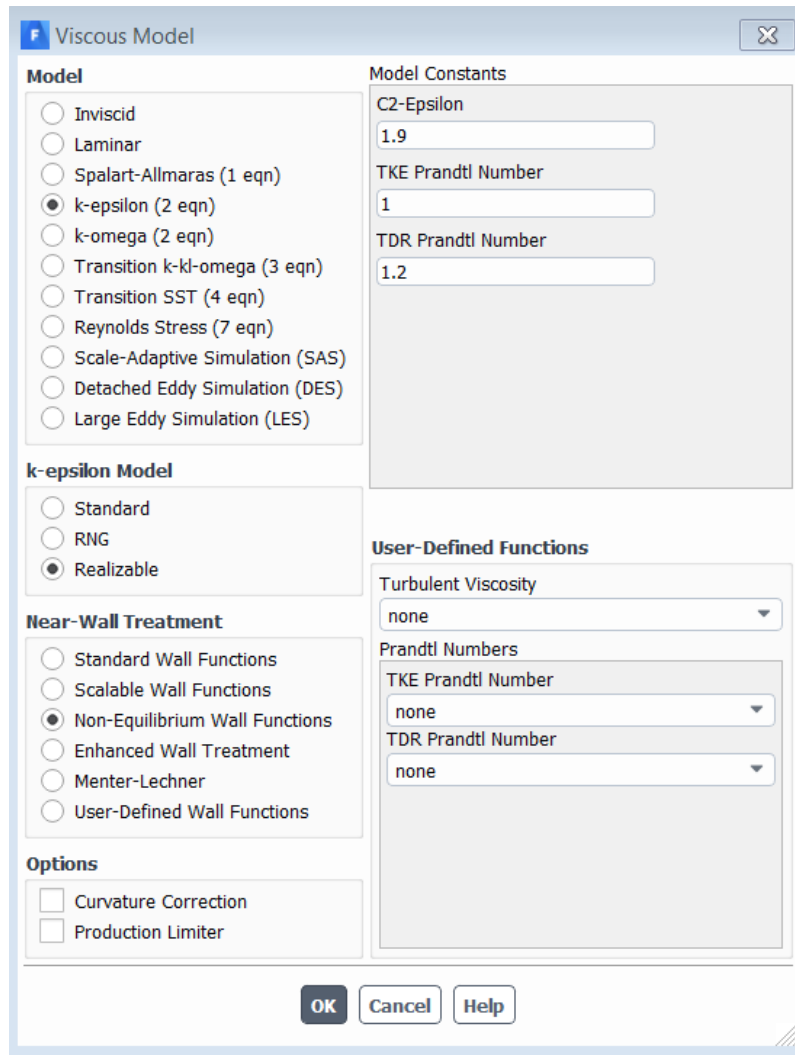 Viscous Model
Model
Inviscid
Laminar
Spalart-Allmaras (1 eqn)
k-epsilon (2 eqn)
k-omega (2 eqn)
Transition k-kl-omega (3 eqn)
Transition SST (4 eqn)
Reynolds Stress (7 eqn)
Scale-Adaptive Simulation (SAS)
Detached Eddy Simulation (DES)
Large Eddy Simulation (LES)
k-epsilon Model
Standard
RNG
Realizable
Near-Wall Treatment
Standard Wall Functions
Scalable Wall Functions
Non-Equilibrium Wall Functions
Enhanced Wall Treatment
Menter-Lechner
User-Defined Wall Functions
Options
Curvature Correction
Production Limiter
Model Constants
C2-Epsilon
1.9
TKE Prandtl Number
1
TDR Prandtl Number
1.2
User-Defined Functions
Turbulent Viscosity
none
Prandtl Numbers
TKE Prandtl Number
none
TDR Prandtl Number
none
OK
Cancel
Help